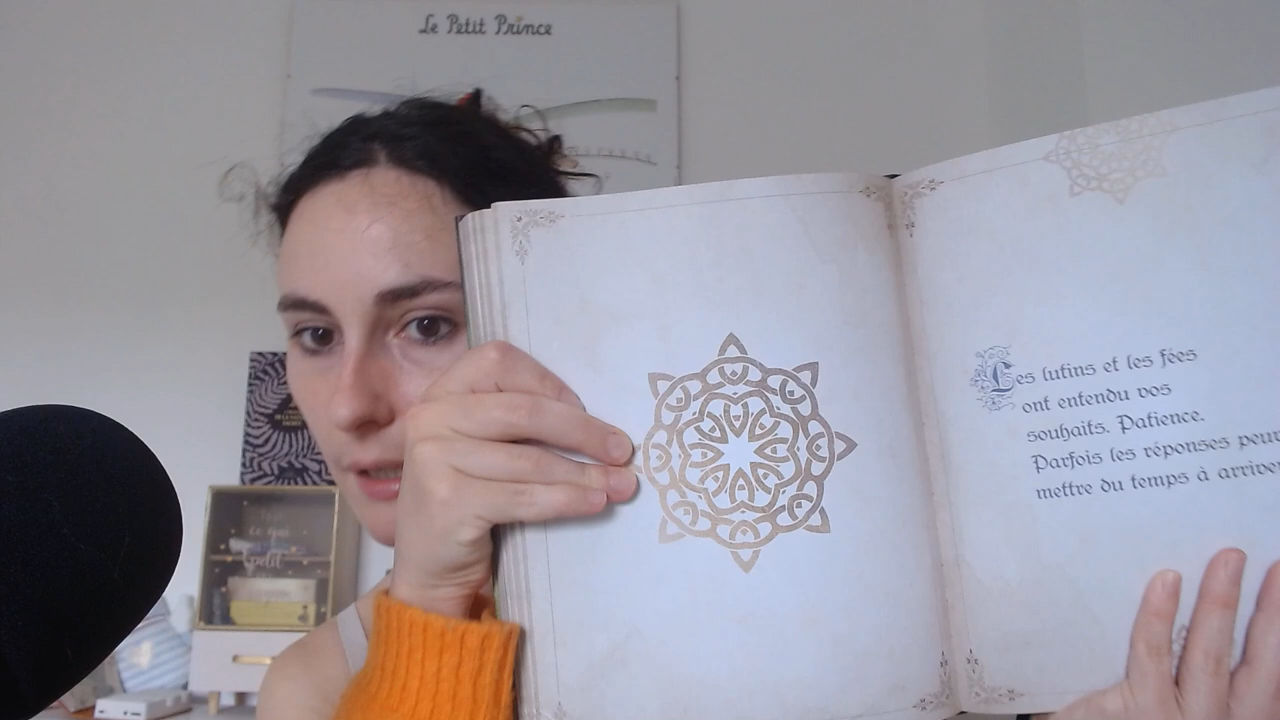 Le Petit Prince
Les lutins et les fées
ont entendu vos
souhaits. Patience.
Parfois les réponses peu
mettre du temps à arriver